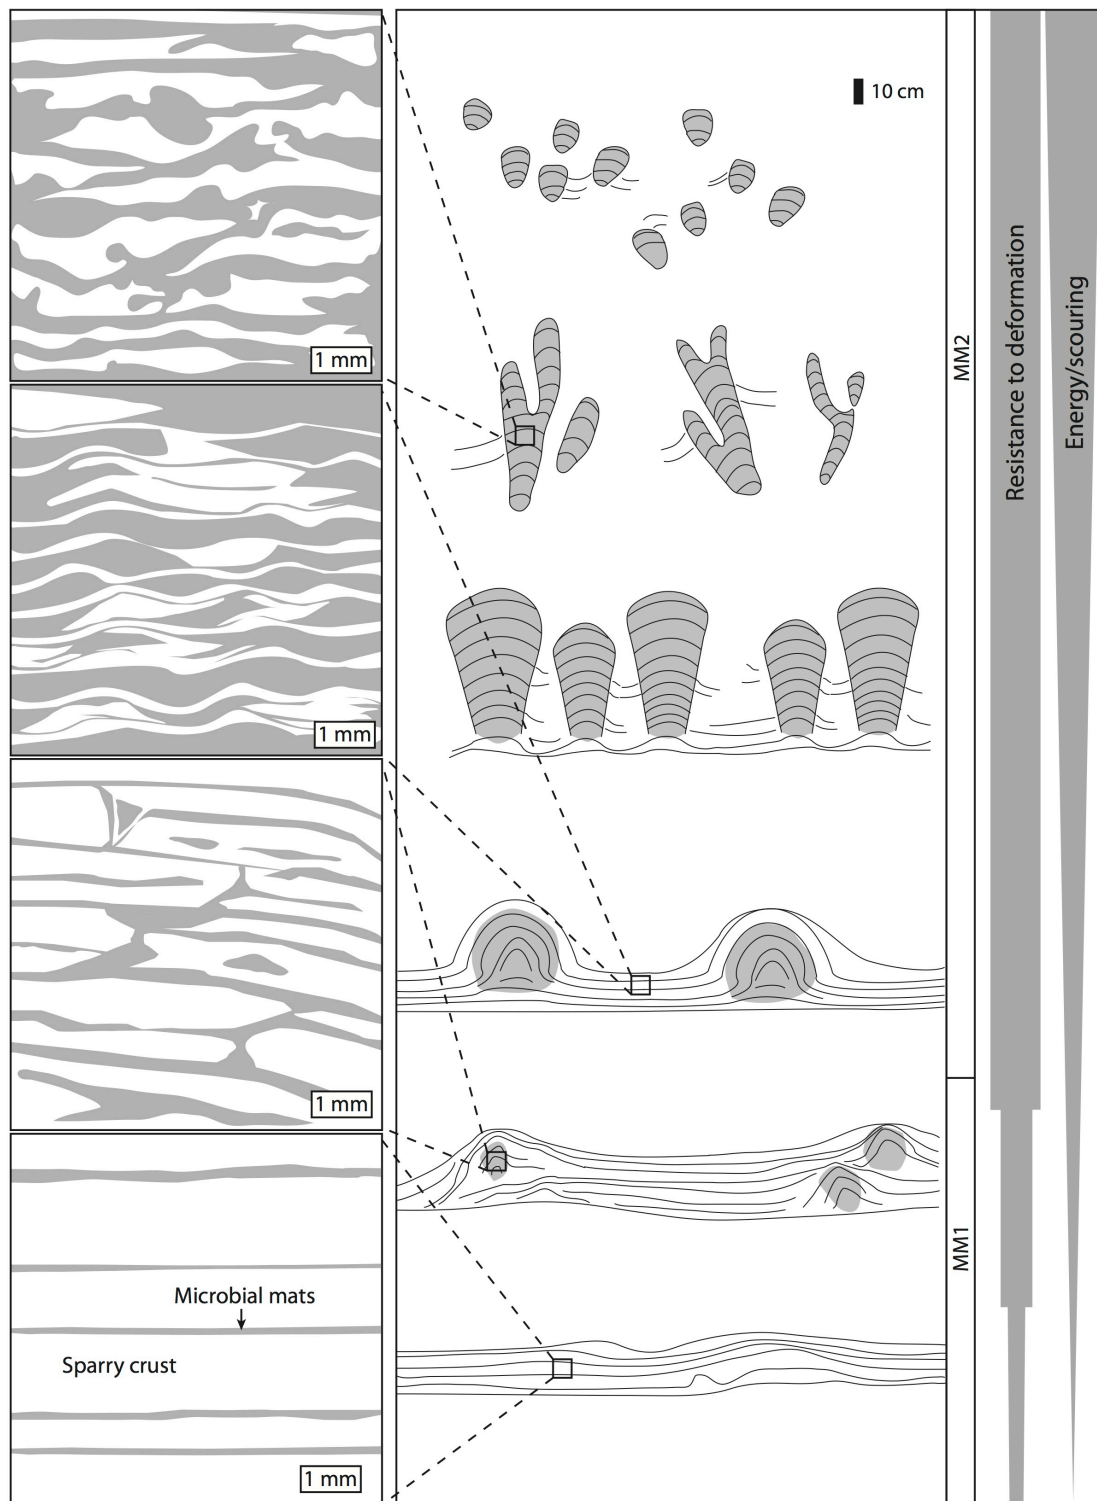 1 mm
1 mm
1 mm
Microbial mats
Sparry crust
1 mm
10 cm
MM2
MM1
Resistance to deformation
Energy/scouring